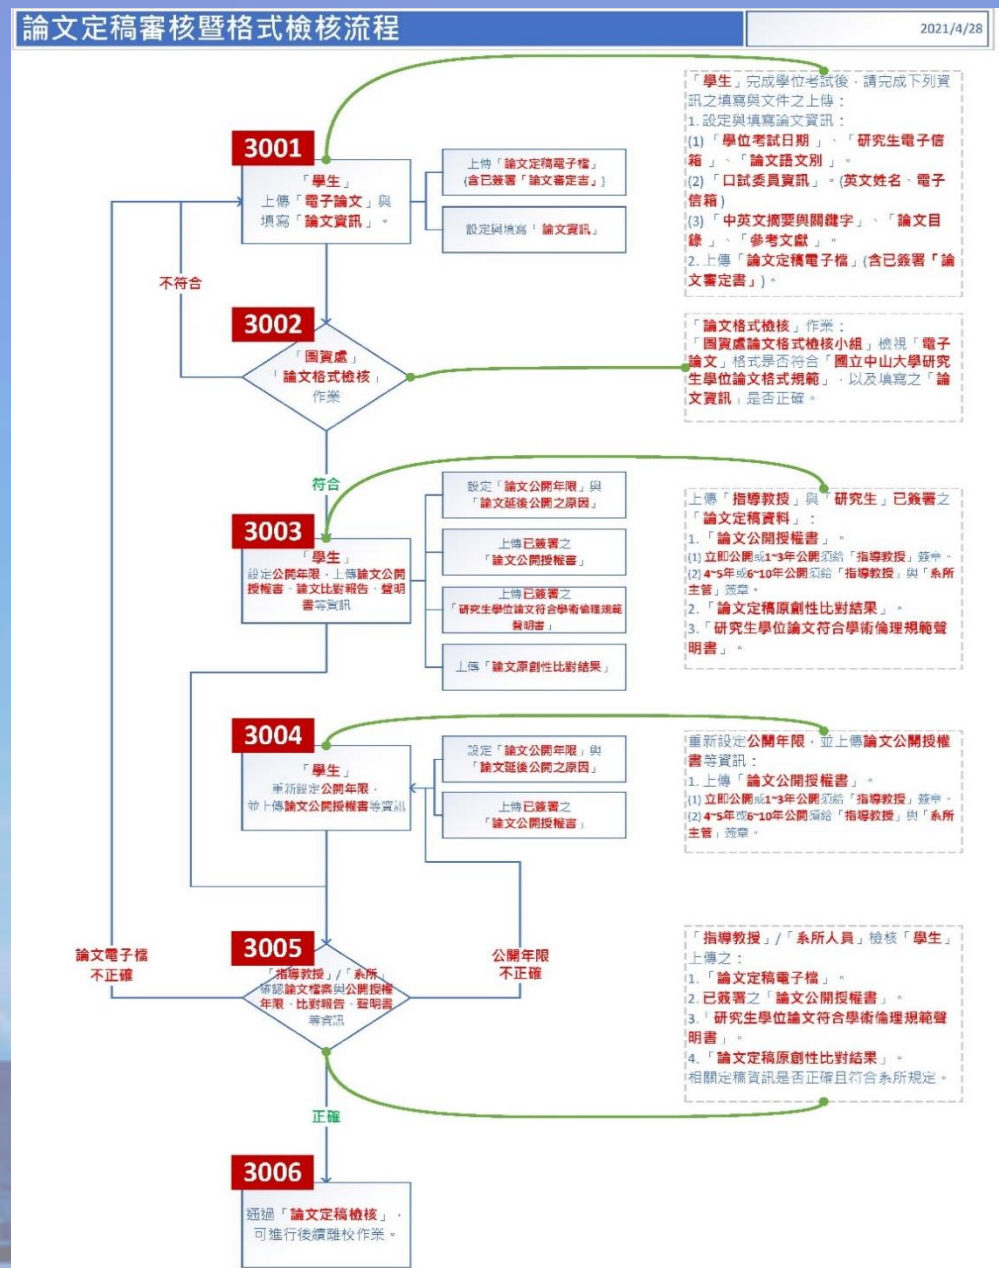 論文定稿審核暨格式檢核流程
2021/4/28
3001
「學生」
上傳「電子論文」與
填寫「論文資訊」。
上傳「論文定稿電子檔」
(含已簽署「論文審定書」)
設定與填寫「論文資訊」
「學生」完成學位考試後，請完成下列資
訊之填寫與文件之上傳：
1. 設定與填寫論文資訊：
(1)「學位考試日期」、「研究生電子信
箱」、「論文語文別」。
(2)「口試委員資訊」。(英文姓名、電子
信箱)
(3)「中英文摘要與關鍵字」、「論文目
錄」、「參考文獻」。
2. 上傳「論文定稿電子檔」(含已簽署「論
文審定書」)。
不符合
3002
「圖資處」
「論文格式檢核」
作業
「論文格式檢核」作業：
「圖資處論文格式檢核小組」檢視「電子
論文」格式是否符合「國立中山大學研究
生學位論文格式規範」，以及填寫之「論
文資訊」是否正確。
符合
3003
「學生」
設定公開年限，上傳論文公開
授權書、論文比對報告、聲明
書等資訊
設定「論文公開年限」與
「論文延後公開之原因」
上傳已簽署之
「論文公開授權書」
上傳已簽署之
「研究生學位論文符合學術倫理規範
聲明書」
上傳「論文原創性比對結果」
上傳「指導教授」與「研究生」已簽署之
「論文定稿資料」：
1.「論文公開授權書」。
(1) 立即公開或1~3年公開須給「指導教授」簽章。
(2) 4~5年或6~10年公開須給「指導教授」與「系所
主管」簽章。
2.「論文定稿原創性比對結果」。
3.「研究生學位論文符合學術倫理規範聲
明書」。
3004
「學生」
重新設定公開年限，
並上傳論文公開授權書等資訊
設定「論文公開年限」與
「論文延後公開之原因」
上傳已簽署之
「論文公開授權書」
重新設定公開年限，並上傳論文公開授權
書等資訊：
1. 上傳「論文公開授權書」。
(1) 立即公開或1~3年公開須給「指導教授」簽章。
(2) 4~5年或6~10年公開須給「指導教授」與「系所
主管」簽章。
論文電子檔
不正確
3005
「指導教授」/「系所」
確認論文檔案與公開授權
年限、比對報告、聲明書
等資訊
公開年限
不正確
「指導教授」/「系所人員」檢核「學生」
上傳之：
1.「論文定稿電子檔」。
2. 已簽署之「論文公開授權書」。
3.「研究生學位論文符合學術倫理規範聲
明書」。
4.「論文定稿原創性比對結果」。
相關定稿資訊是否正確且符合系所規定。
正確
3006
通過「論文定稿檢核」，
可進行後續離校作業。